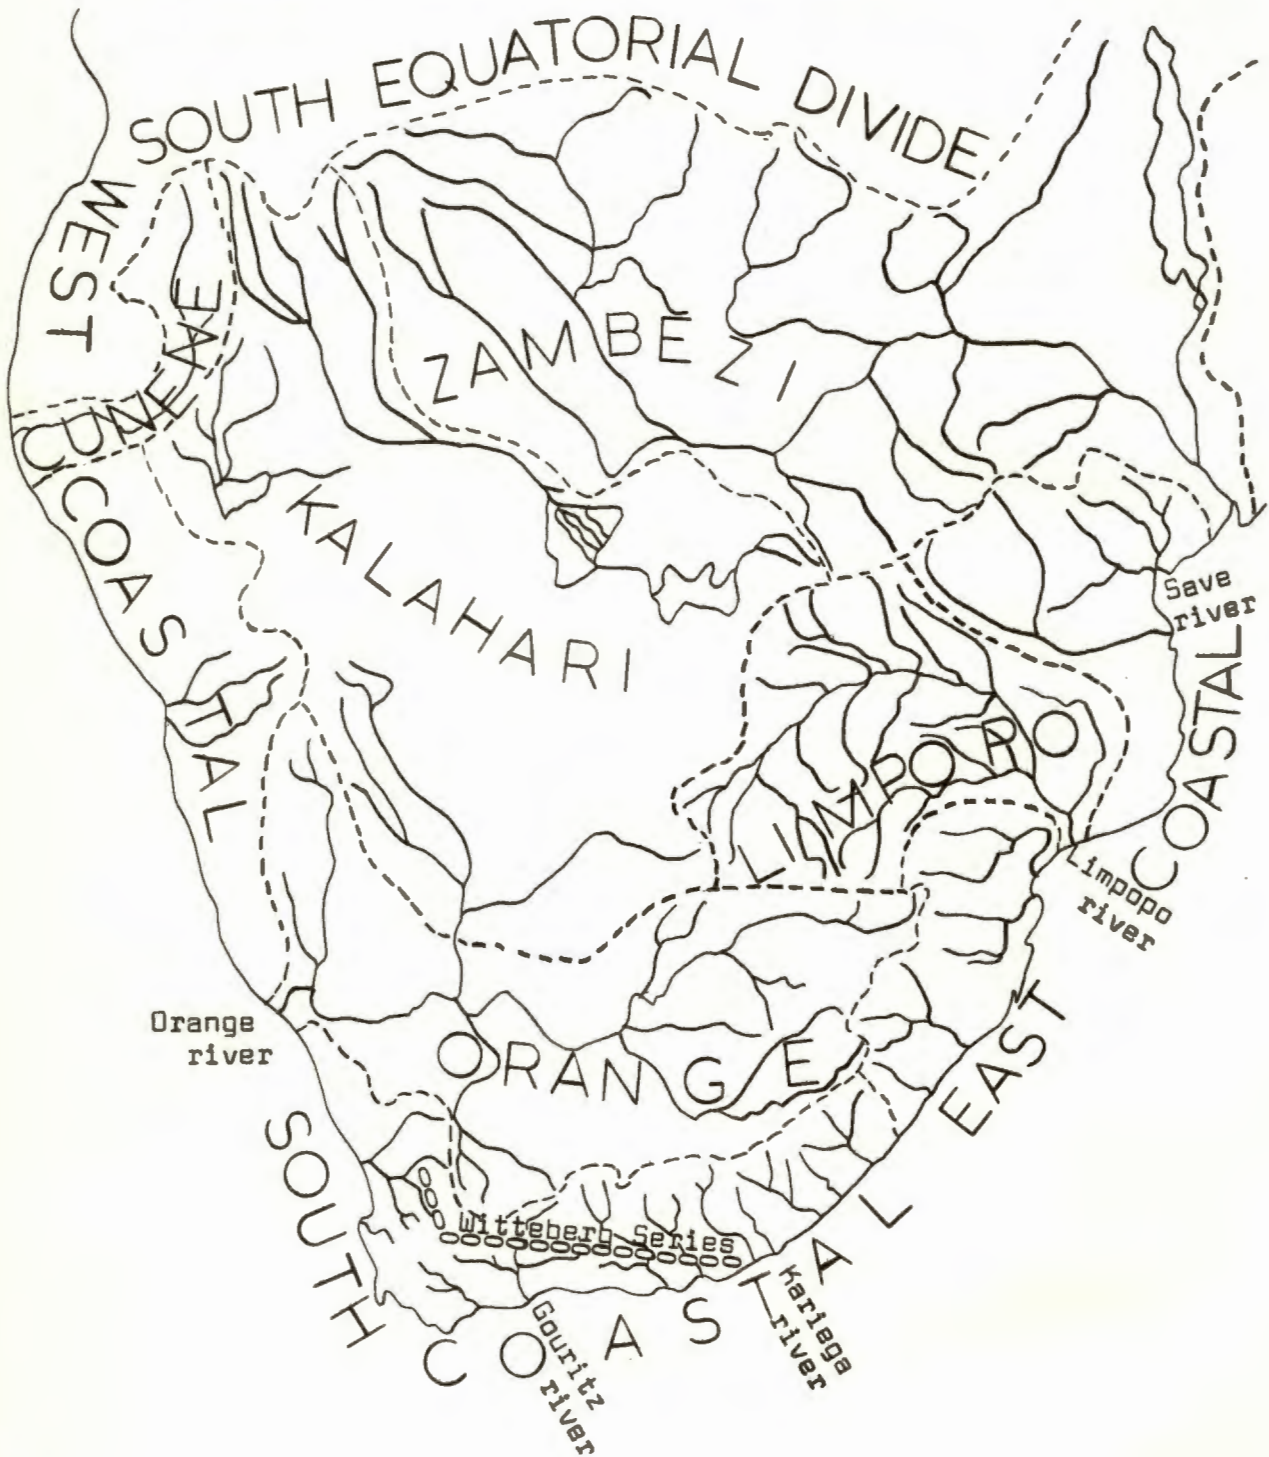 SOUTH EQUATORIAL DIVIDE
WEST COASTAL
CUNENE
ZAMBEZI
KALAHARI
Save
river
LIMPOPO
EAST COASTAL
Limpopo
river
Orange
river
ORANGE
Witteberg Series
SOUTH COASTAL
Kariega
river
Gouritz
river